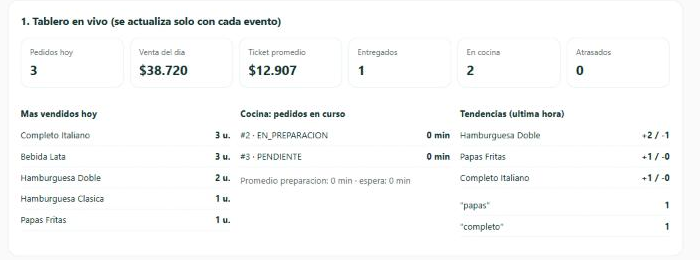 1. Tablero en vivo (se actualiza solo con cada evento)
Pedidos hoy
3
Venta del dia
$38.720
Ticket promedio
$12.907
Entregados
1
En cocina
2
Atrasados
0
Mas vendidos hoy
Completo Italiano 3 u.
Bebida Lata 3 u.
Hamburguesa Doble 2 u.
Hamburguesa Clasica 1 u.
Papas Fritas 1 u.
Cocina: pedidos en curso
#2 · EN_PREPARACION 0 min
#3 · PENDIENTE 0 min
Promedio preparacion: 0 min · espera: 0 min
Tendencias (ultima hora)
Hamburguesa Doble +2 / -1
Papas Fritas +1 / -0
Completo Italiano +1 / -0
"papas" 1
"completo" 1